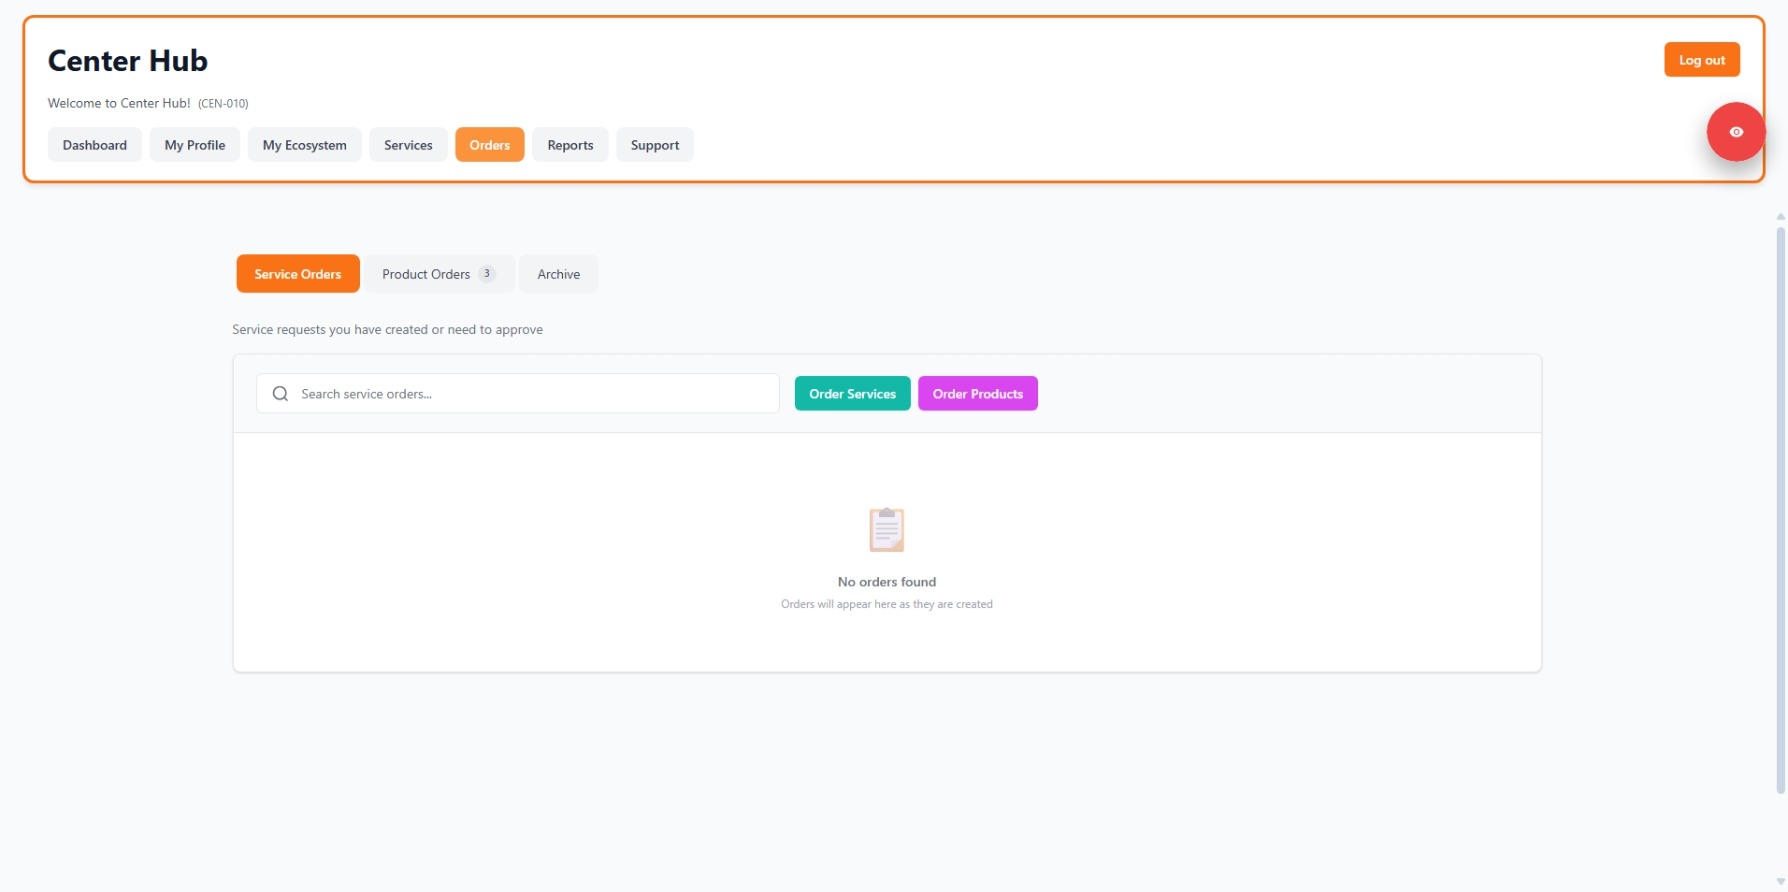 Center Hub
Log out
Welcome to Center Hub! (CEN-010)
Dashboard My Profile My Ecosystem Services Orders Reports Support
Service Orders Product Orders 3 Archive
Service requests you have created or need to approve
Search service orders... Order Services Order Products
No orders found
Orders will appear here as they are created